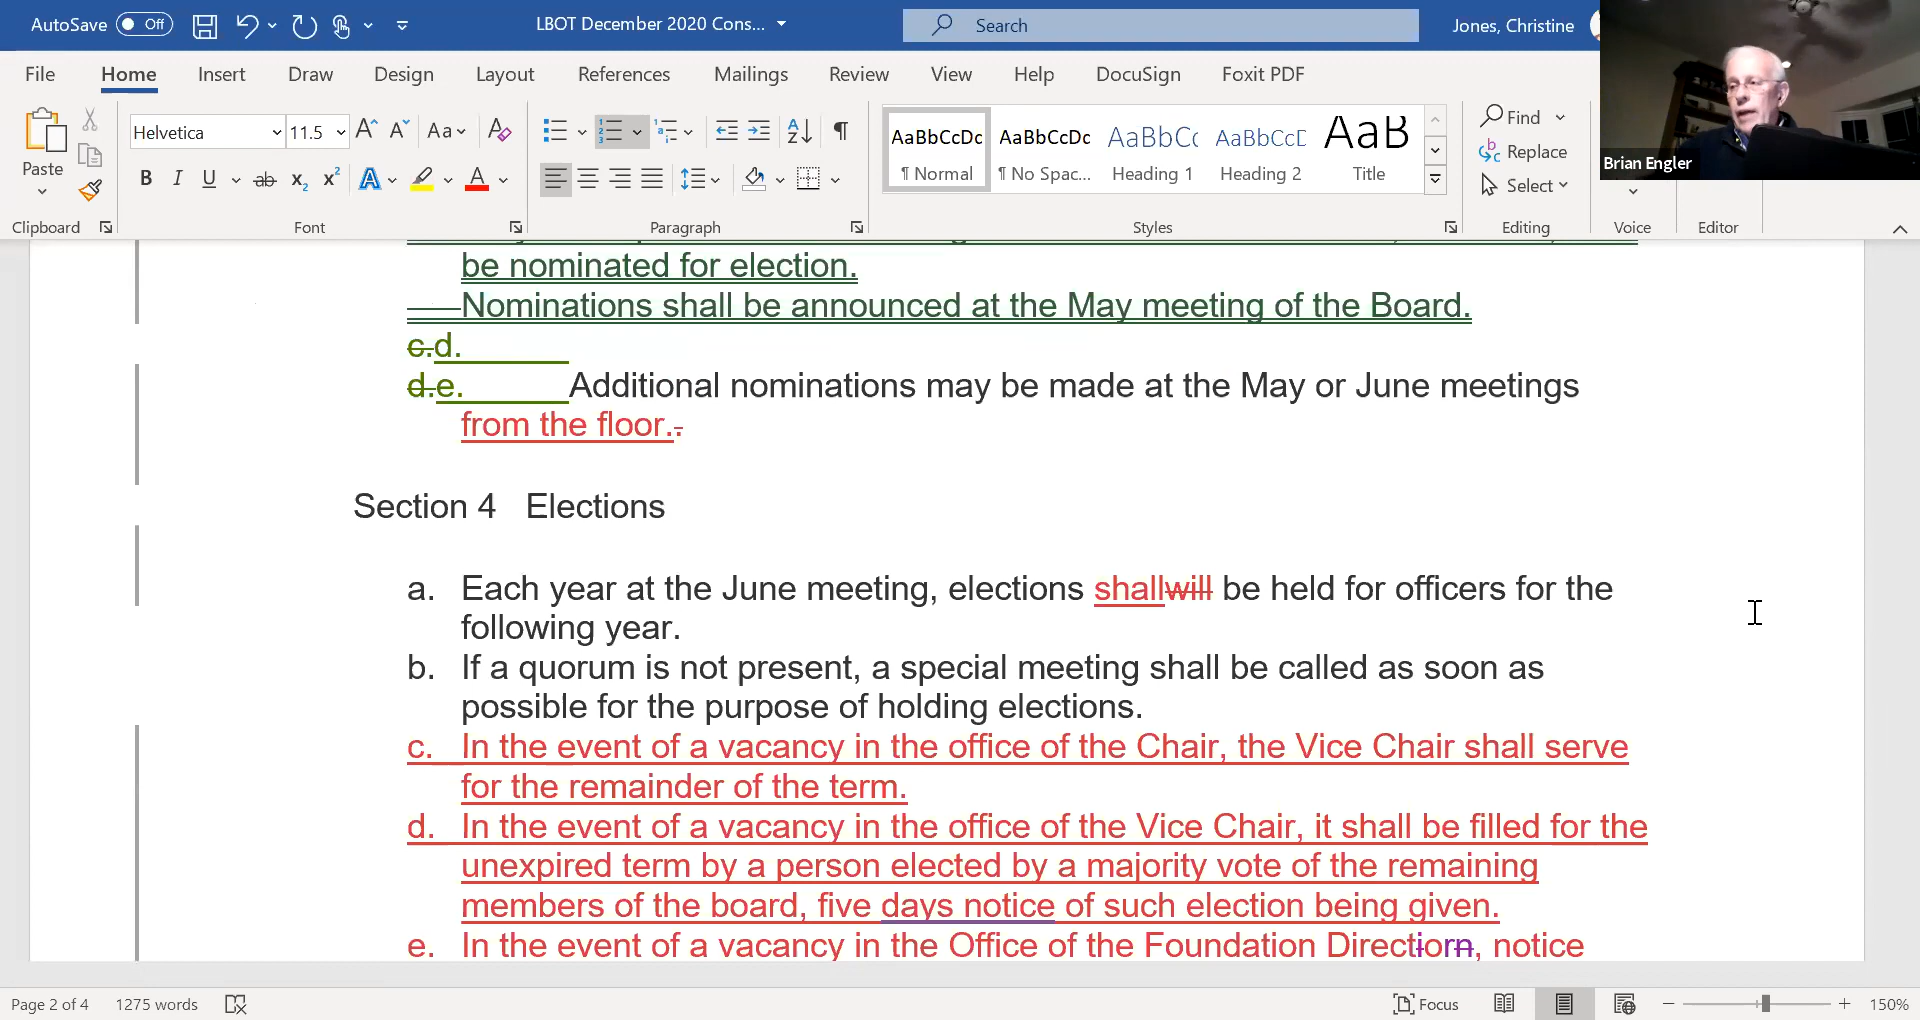 AutoSave Off LBOT December 2020 Cons... Search Jones, Christine
File Home Insert Draw Design Layout References Mailings Review View Help DocuSign Foxit PDF
Brian Engler
Helvetica 11.5 Aa
Paste
B I U ab x2 x2 A A
AaBbCcDc AaBbCcDc AaBbCc AaBbCcD AaB
¶ Normal ¶ No Spac... Heading 1 Heading 2 Title
Find
Replace
Select
Clipboard Font Paragraph Styles Editing Voice Editor
be nominated for election.
Nominations shall be announced at the May meeting of the Board.
c.d.
d.e. Additional nominations may be made at the May or June meetings
from the floor..
Section 4 Elections
a. Each year at the June meeting, elections shallwill be held for officers for the
following year.
b. If a quorum is not present, a special meeting shall be called as soon as
possible for the purpose of holding elections.
c. In the event of a vacancy in the office of the Chair, the Vice Chair shall serve
for the remainder of the term.
d. In the event of a vacancy in the office of the Vice Chair, it shall be filled for the
unexpired term by a person elected by a majority vote of the remaining
members of the board, five days notice of such election being given.
e. In the event of a vacancy in the Office of the Foundation Directiorn, notice
Page 2 of 4 1275 words Focus 150%